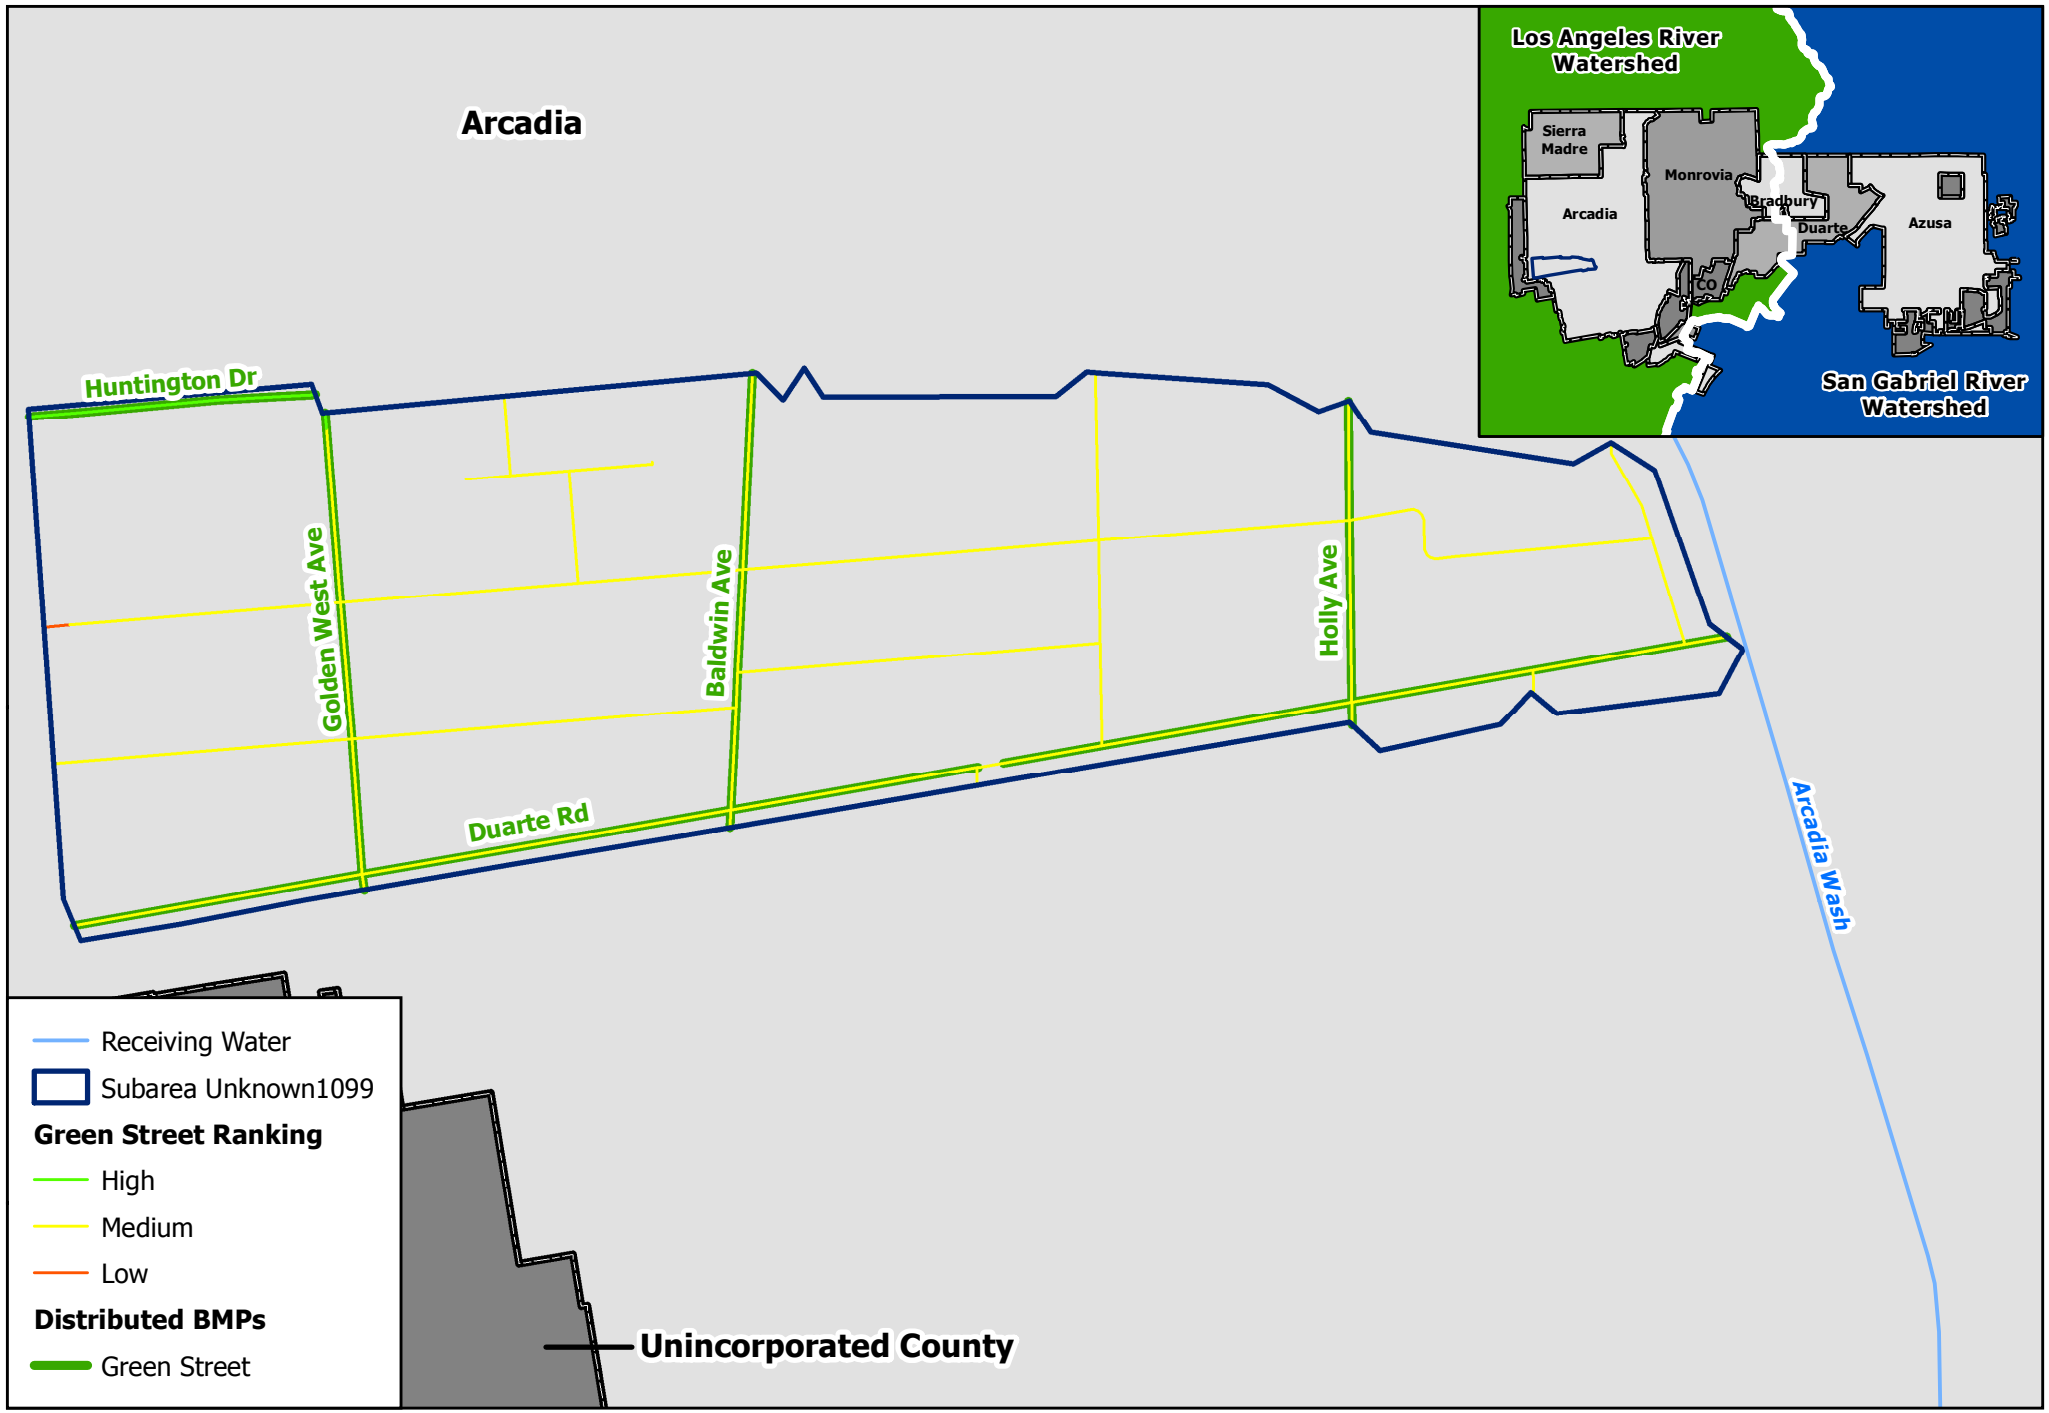 Arcadia
Los Angeles River
Watershed
Sierra
Madre
Monrovia
Bradbury
Arcadia
Duarte
Azusa
CO
San Gabriel River
Watershed
Huntington Dr
Golden West Ave
Baldwin Ave
Holly Ave
Duarte Rd
Arcadia Wash
Receiving Water
Subarea Unknown1099
Green Street Ranking
High
Medium
Low
Distributed BMPs
Green Street
Unincorporated County